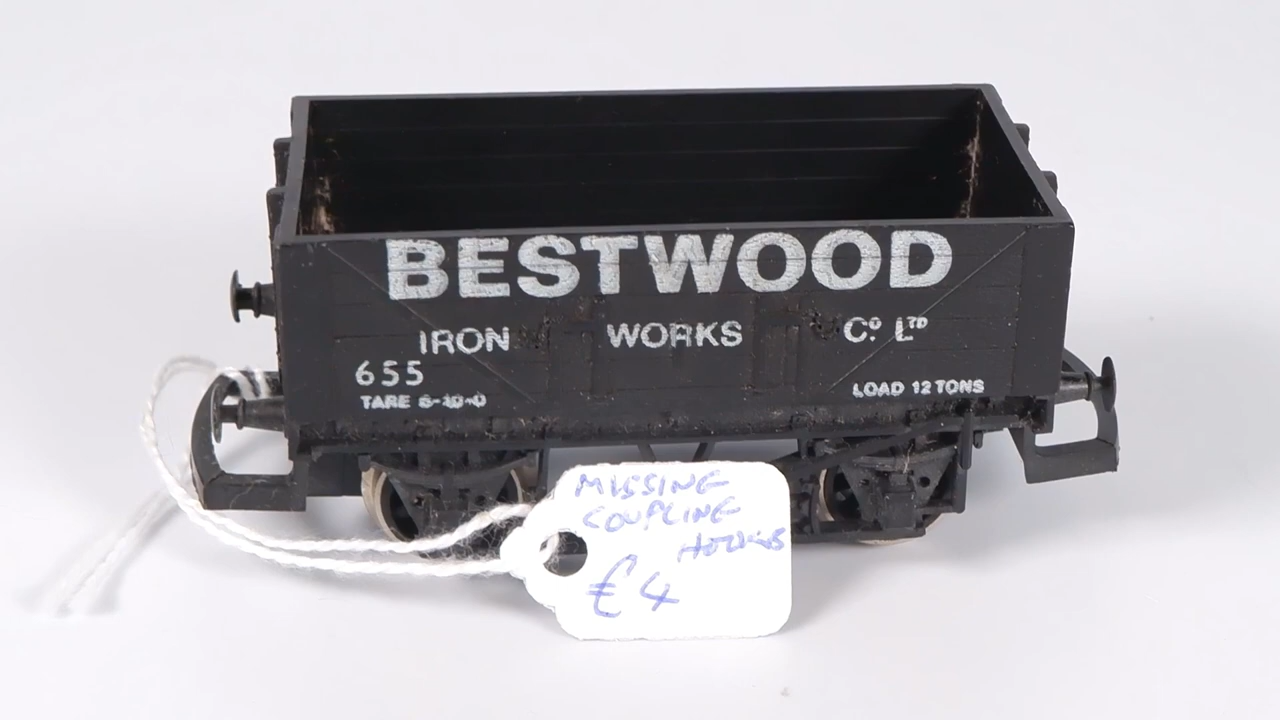 BESTWOOD
IRON WORKS Cº. Lᵀᴰ
655
TARE 6-10-0
LOAD 12 TONS
MISSING
COUPLING
HOOKS
£4